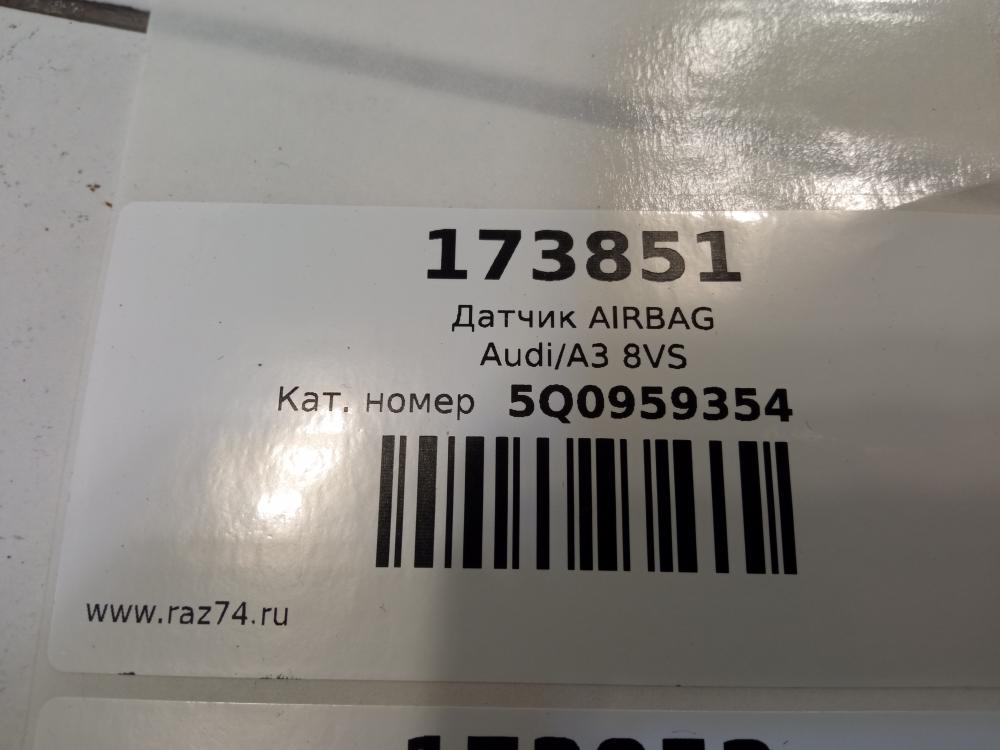 173851
Датчик AIRBAG
Audi/A3 8VS
Кат. номер 5Q0959354
www.raz74.ru